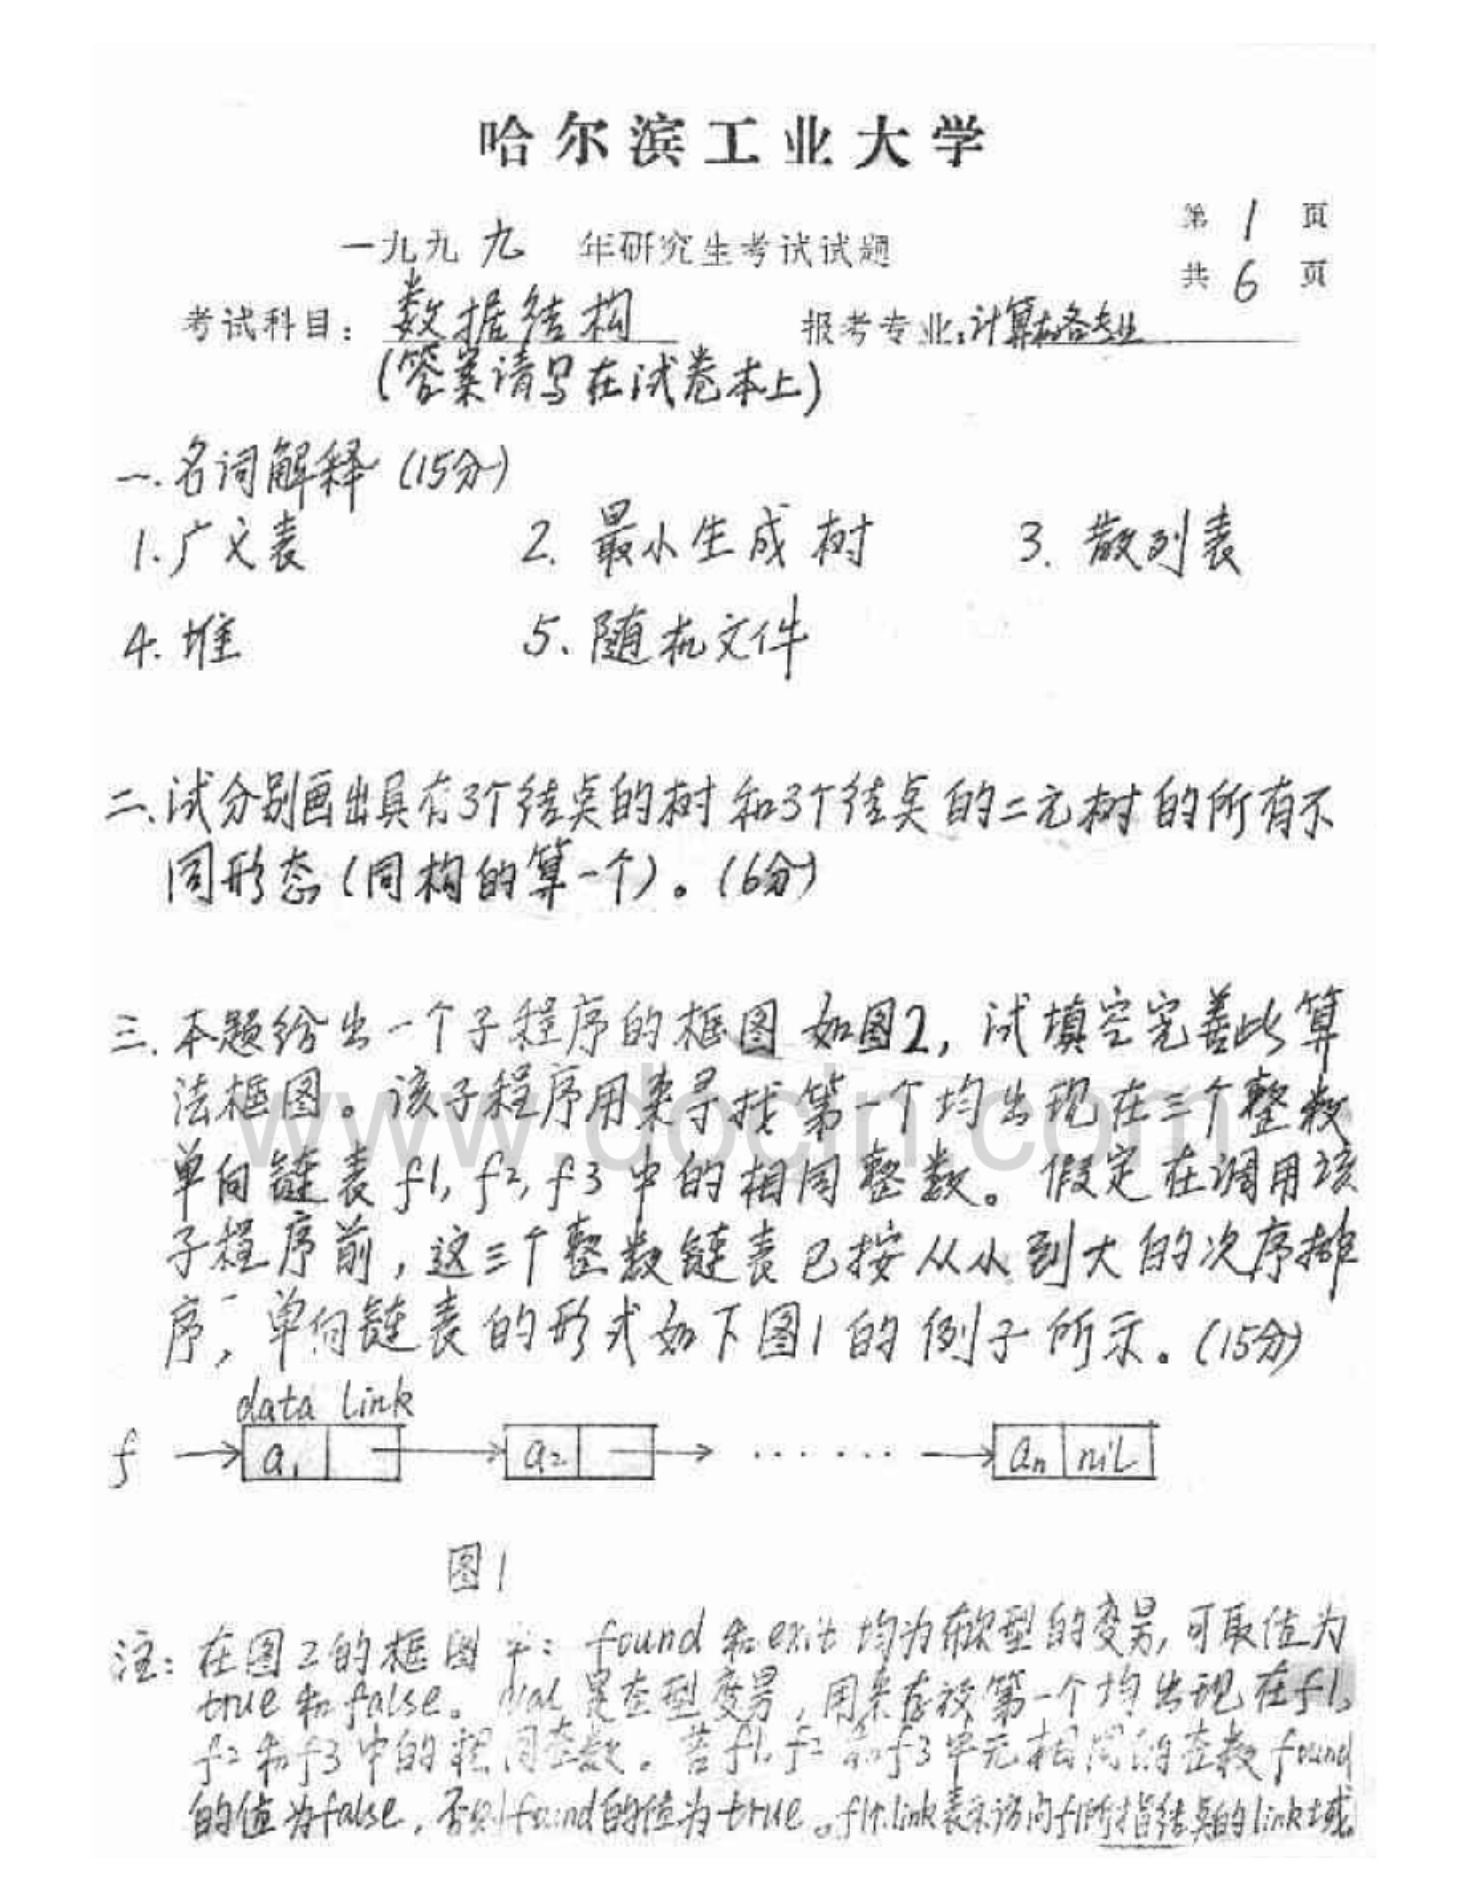 哈尔滨工业大学
第 1 页
一九九九 年研究生考试试题
共 6 页
考试科目: 数据结构 报考专业: 计算机各专业
(答案请写在试卷本上)
一. 名词解释 (15分)
1. 广义表 2. 最小生成树 3. 散列表
4. 堆 5. 随机文件
二. 试分别画出具有3个结点的树和3个结点的二元树的所有不
同形态(同构的算一个)。(6分)
三. 本题给出一个子程序的框图如图2, 试填空完善此算
法框图。该子程序用来寻找第一个均出现在三个整数
单向链表f1, f2, f3中的相同整数。假定在调用该
子程序前, 这三个整数链表已按从小到大的次序排
序, 单向链表的形式如下图1的例子所示。(15分)
data link
f a1 a2 ...... an nil
图1
注: 在图2的框图中: found和exit均为布尔型的变量, 可取值为
true和false。val是整型变量, 用来存放第一个均出现在f1,
f2和f3中的相同整数。若f1, f2和f3中无相同的整数found
的值为false, 否则found的值为true。f1↑.link表示访问f1所指结点的link域。
www.docin.com